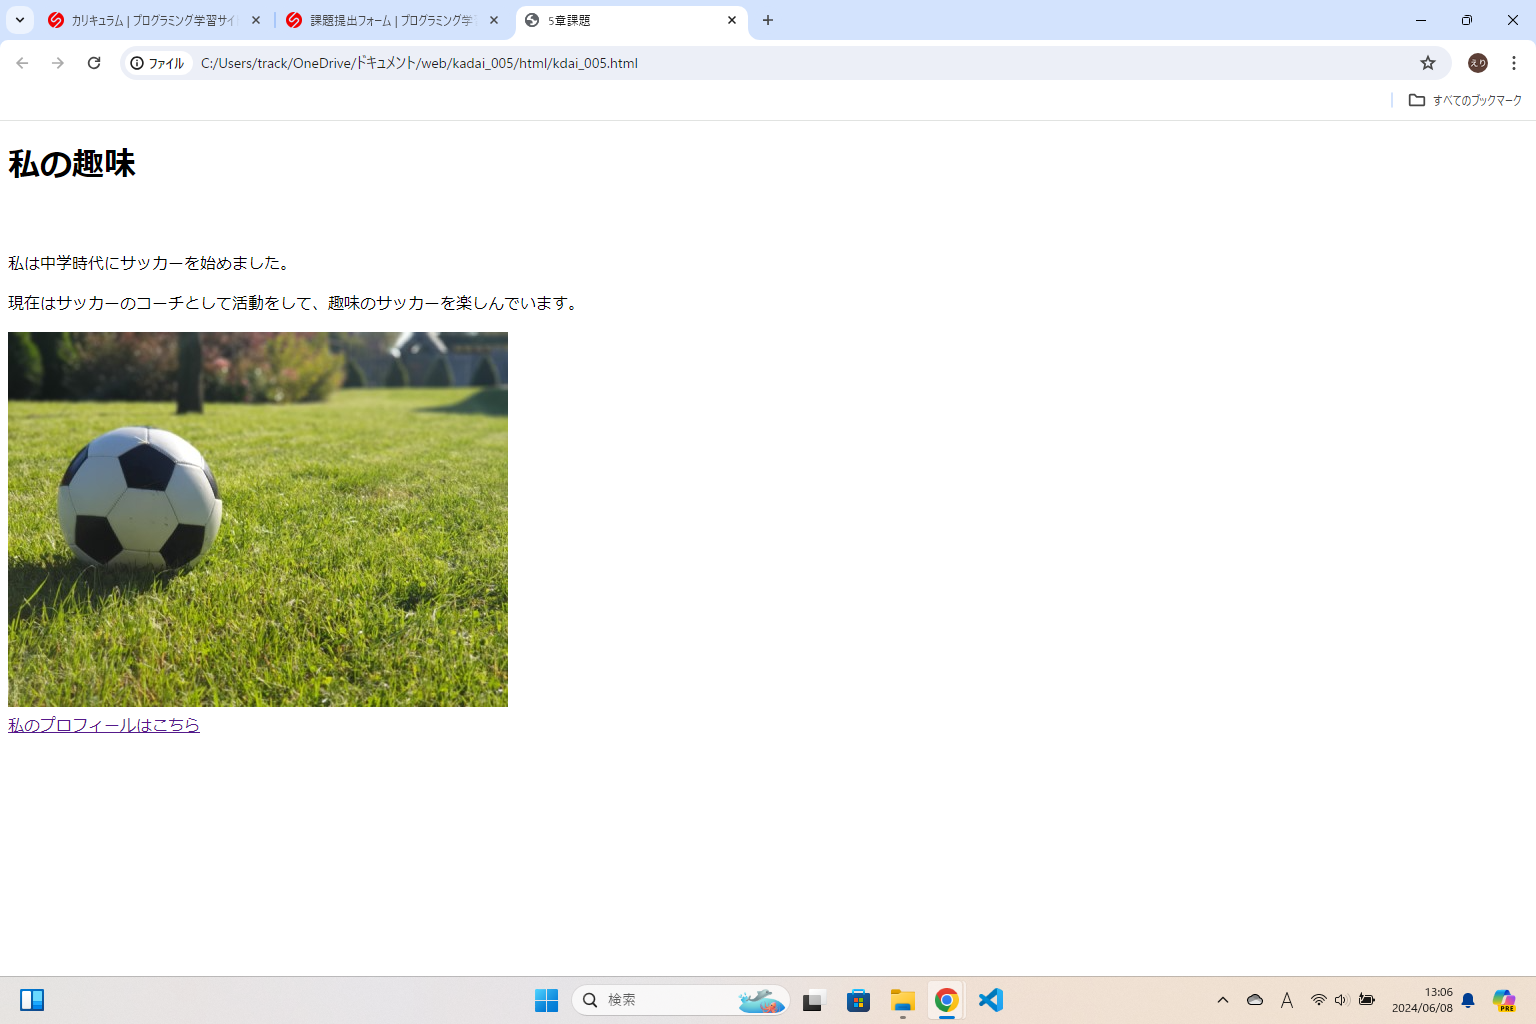 カリキュラム | プログラミング学習サイ
課題提出フォーム | プログラミング学
5章課題
ファイル
C:/Users/track/OneDrive/ドキュメント/web/kadai_005/html/kdai_005.html
えり
すべてのブックマーク
私の趣味
私は中学時代にサッカーを始めました。
現在はサッカーのコーチとして活動をして、趣味のサッカーを楽しんでいます。
私のプロフィールはこちら
検索
A
13:06
2024/06/08
PRE